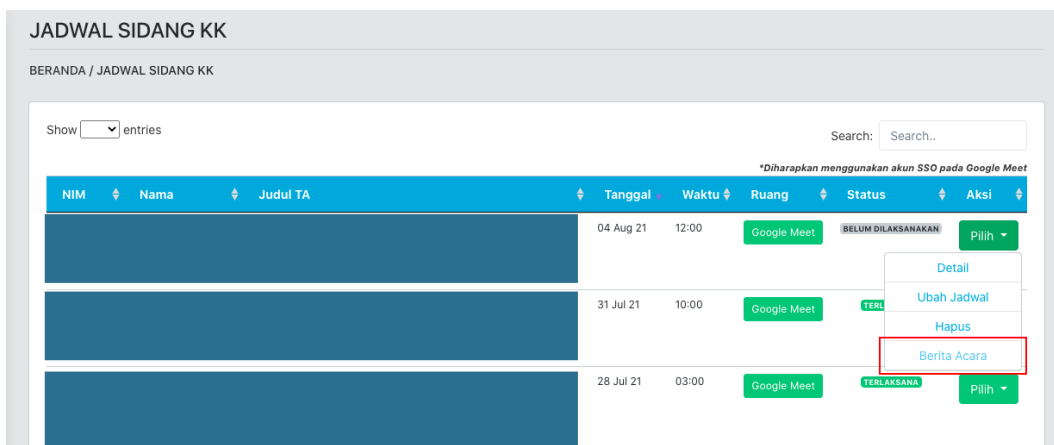 JADWAL SIDANG KK
BERANDA / JADWAL SIDANG KK
Show entries Search: Search..
*Diharapkan menggunakan akun SSO pada Google Meet
NIM Nama Judul TA Tanggal Waktu Ruang Status Aksi
04 Aug 21 12:00 Google Meet BELUM DILAKSANAKAN Pilih
Detail
Ubah Jadwal
31 Jul 21 10:00 Google Meet TERL
Hapus
Berita Acara
28 Jul 21 03:00 Google Meet TERLAKSANA Pilih